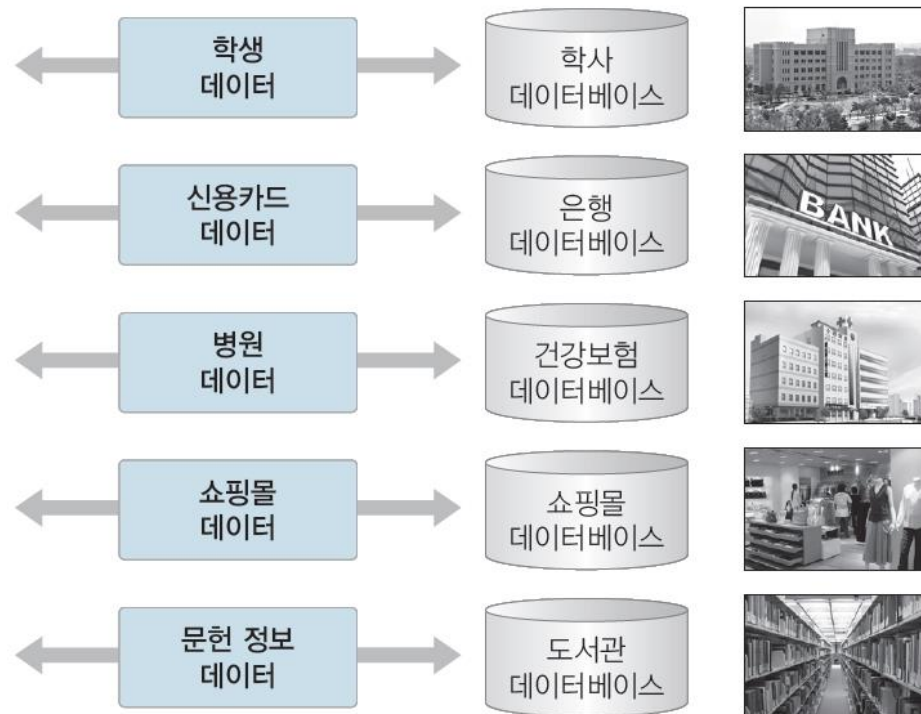 학생
데이터
학사
데이터베이스
신용카드
데이터
은행
데이터베이스
BANK
병원
데이터
건강보험
데이터베이스
쇼핑몰
데이터
쇼핑몰
데이터베이스
문헌 정보
데이터
도서관
데이터베이스